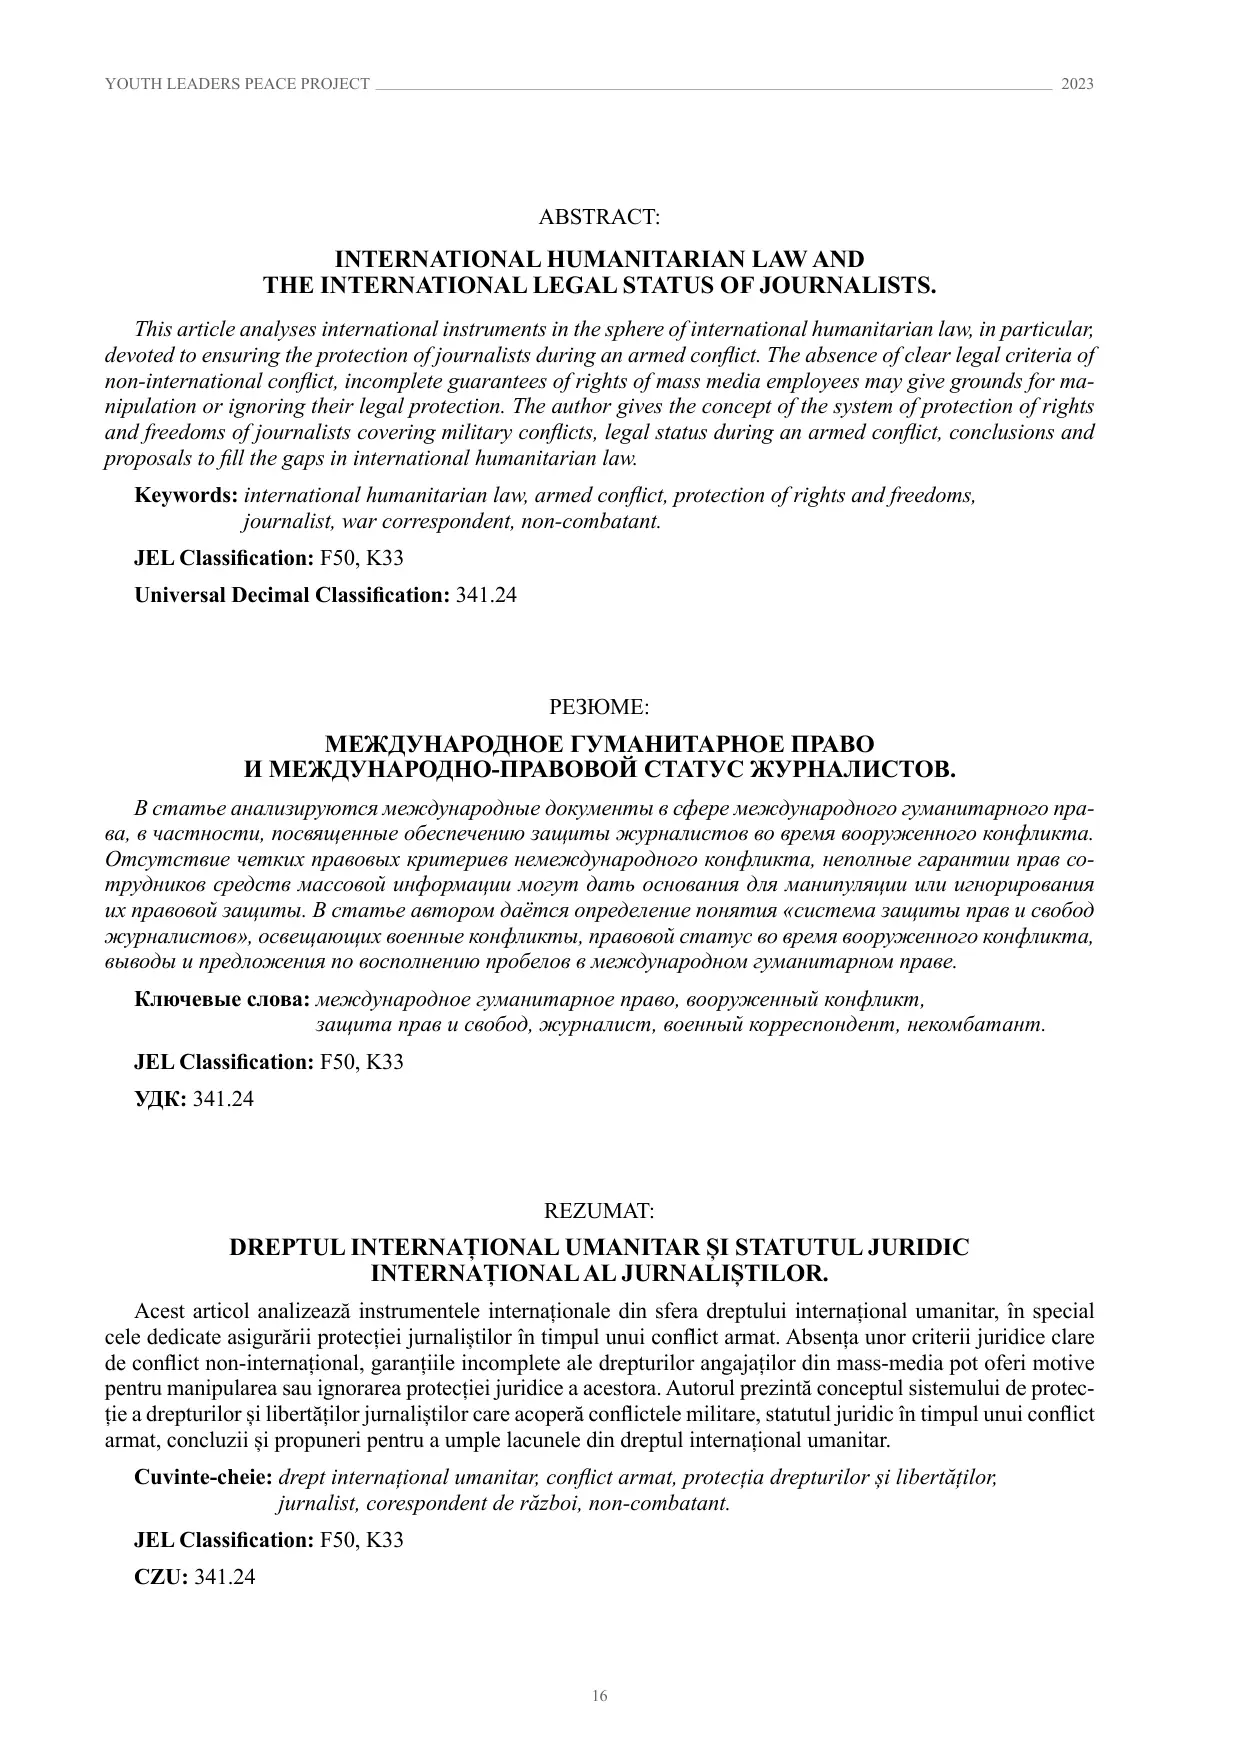 YOUTH LEADERS PEACE PROJECT 2023
ABSTRACT:
INTERNATIONAL HUMANITARIAN LAW AND
THE INTERNATIONAL LEGAL STATUS OF JOURNALISTS.
This article analyses international instruments in the sphere of international humanitarian law, in particular,
devoted to ensuring the protection of journalists during an armed conflict. The absence of clear legal criteria of
non-international conflict, incomplete guarantees of rights of mass media employees may give grounds for ma-
nipulation or ignoring their legal protection. The author gives the concept of the system of protection of rights
and freedoms of journalists covering military conflicts, legal status during an armed conflict, conclusions and
proposals to fill the gaps in international humanitarian law.
Keywords: international humanitarian law, armed conflict, protection of rights and freedoms,
journalist, war correspondent, non-combatant.
JEL Classification: F50, K33
Universal Decimal Classification: 341.24
РЕЗЮМЕ:
МЕЖДУНАРОДНОЕ ГУМАНИТАРНОЕ ПРАВО
И МЕЖДУНАРОДНО-ПРАВОВОЙ СТАТУС ЖУРНАЛИСТОВ.
В статье анализируются международные документы в сфере международного гуманитарного пра-
ва, в частности, посвященные обеспечению защиты журналистов во время вооруженного конфликта.
Отсутствие четких правовых критериев немеждународного конфликта, неполные гарантии прав со-
трудников средств массовой информации могут дать основания для манипуляции или игнорирования
их правовой защиты. В статье автором даётся определение понятия «система защиты прав и свобод
журналистов», освещающих военные конфликты, правовой статус во время вооруженного конфликта,
выводы и предложения по восполнению пробелов в международном гуманитарном праве.
Ключевые слова: международное гуманитарное право, вооруженный конфликт,
защита прав и свобод, журналист, военный корреспондент, некомбатант.
JEL Classification: F50, K33
УДК: 341.24
REZUMAT:
DREPTUL INTERNAȚIONAL UMANITAR ȘI STATUTUL JURIDIC
INTERNAȚIONAL AL JURNALIȘTILOR.
Acest articol analizează instrumentele internaționale din sfera dreptului internațional umanitar, în special
cele dedicate asigurării protecției jurnaliștilor în timpul unui conflict armat. Absența unor criterii juridice clare
de conflict non-internațional, garanțiile incomplete ale drepturilor angajaților din mass-media pot oferi motive
pentru manipularea sau ignorarea protecției juridice a acestora. Autorul prezintă conceptul sistemului de protec-
ție a drepturilor și libertăților jurnaliștilor care acoperă conflictele militare, statutul juridic în timpul unui conflict
armat, concluzii și propuneri pentru a umple lacunele din dreptul internațional umanitar.
Cuvinte-cheie: drept internațional umanitar, conflict armat, protecția drepturilor și libertăților,
jurnalist, corespondent de război, non-combatant.
JEL Classification: F50, K33
CZU: 341.24
16